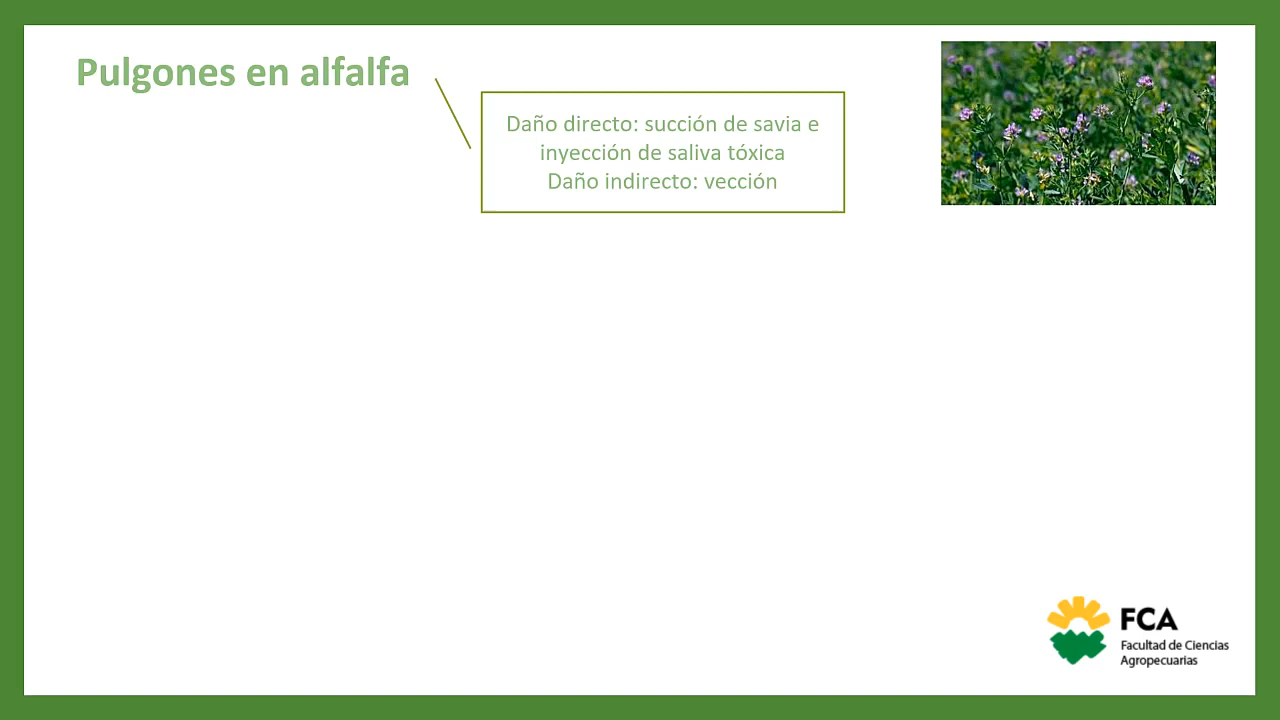 Pulgones en alfalfa
Daño directo: succión de savia e
inyección de saliva tóxica
Daño indirecto: vección
FCA
Facultad de Ciencias
Agropecuarias